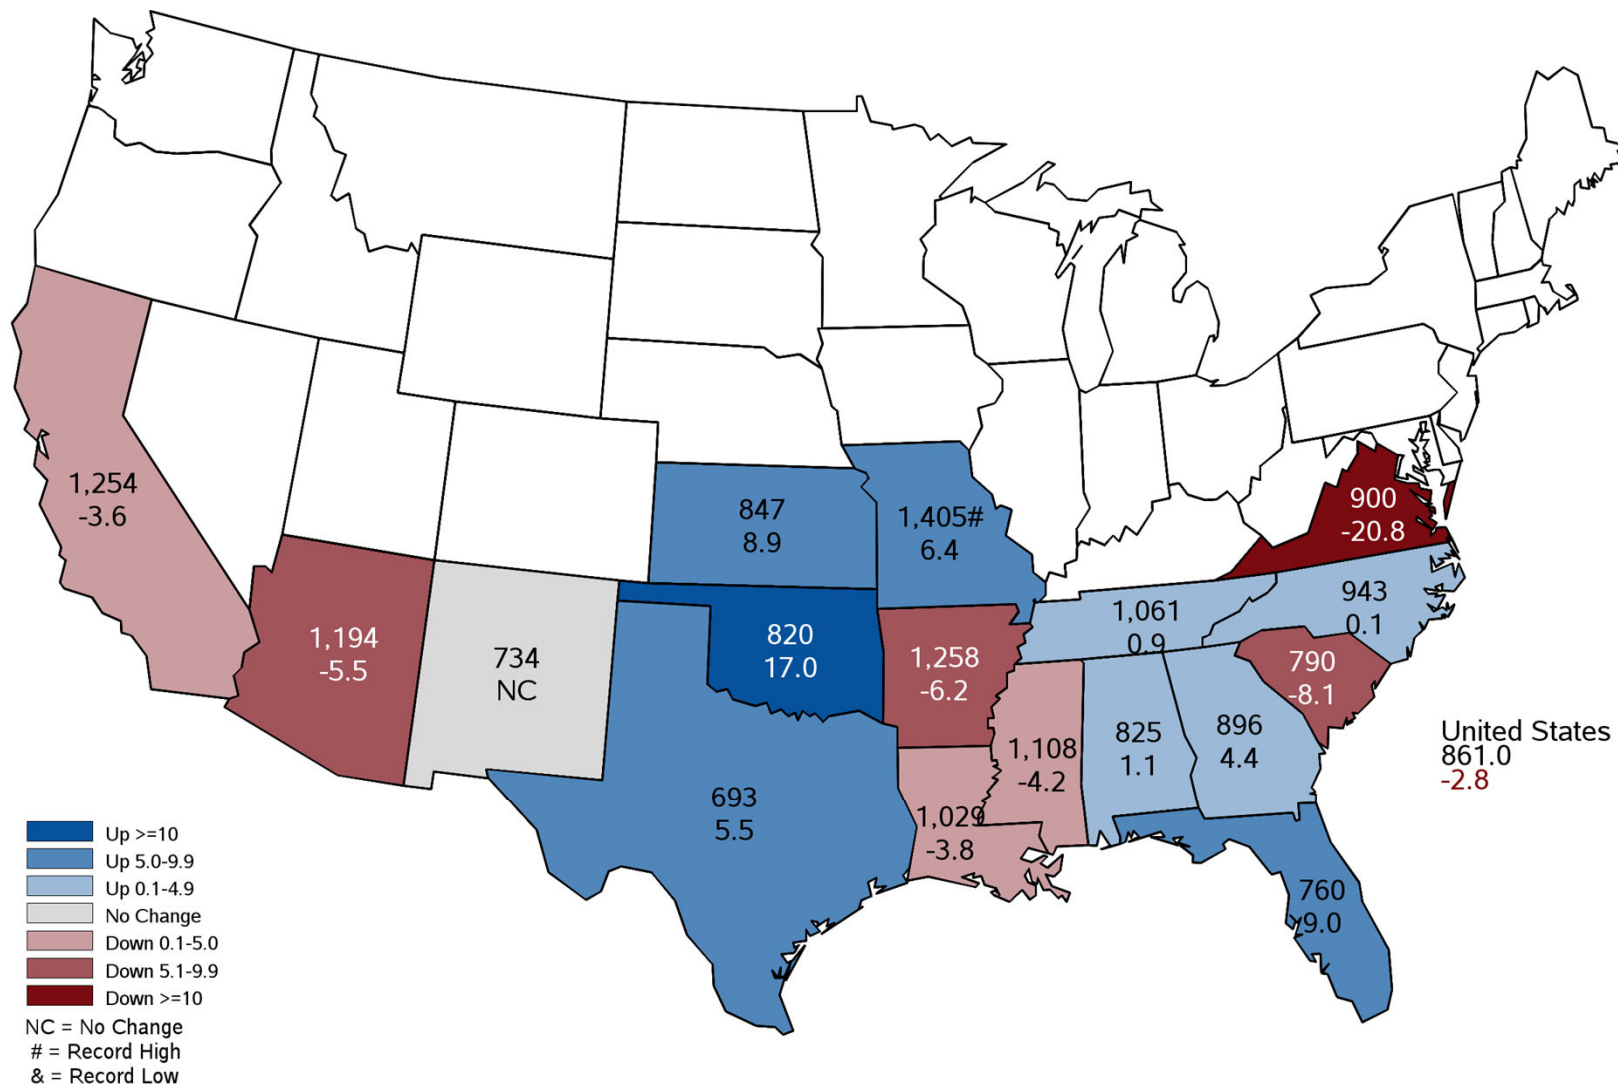 1,254
-3.6
1,194
-5.5
734
NC
847
8.9
1,405#
6.4
820
17.0
1,258
-6.2
693
5.5
1,029
-3.8
1,108
-4.2
825
1.1
896
4.4
1,061
0.9
900
-20.8
943
0.1
790
-8.1
760
9.0
United States
861.0
-2.8
Up >=10
Up 5.0-9.9
Up 0.1-4.9
No Change
Down 0.1-5.0
Down 5.1-9.9
Down >=10
NC = No Change
# = Record High
& = Record Low